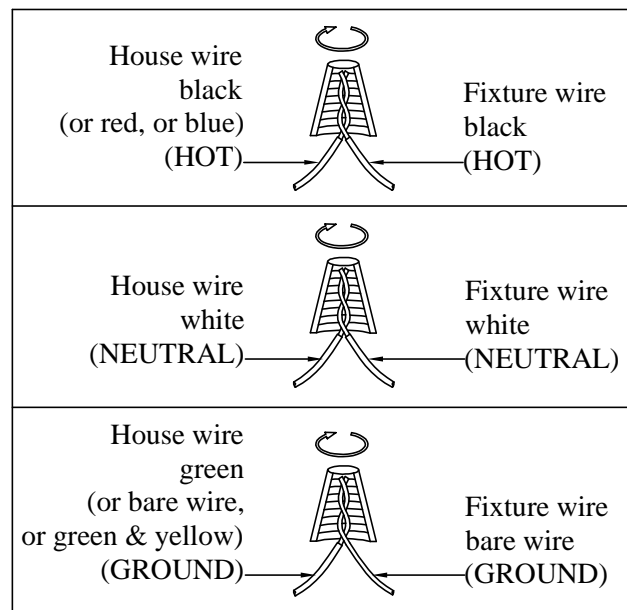 House wire
black
(or red, or blue)
(HOT)
Fixture wire
black
(HOT)
House wire
white
(NEUTRAL)
Fixture wire
white
(NEUTRAL)
House wire
green
(or bare wire,
or green & yellow)
(GROUND)
Fixture wire
bare wire
(GROUND)